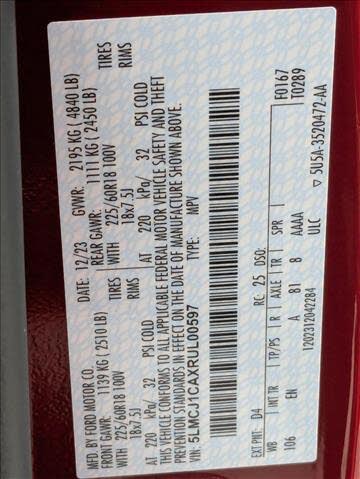 MFD. BY FORD MOTOR CO.
DATE: 12/23 GVWR: 2195 KG (4840 LB)
FRONT GAWR: 1139 KG (2510 LB) REAR GAWR: 1111 KG (2450 LB)
WITH 225/60R18 100V TIRES WITH 225/60R18 100V TIRES
18x7.5J RIMS 18x7.5J RIMS
AT 220 kPa/ 32 PSI COLD AT 220 kPa/ 32 PSI COLD
THIS VEHICLE CONFORMS TO ALL APPLICABLE FEDERAL MOTOR VEHICLE SAFETY AND THEFT
PREVENTION STANDARDS IN EFFECT ON THE DATE OF MANUFACTURE SHOWN ABOVE.
VIN: 5LMCJ1CAXRUL00597 TYPE: MPV
F0167
T0289
EXT PNT: D4 RC: 25 DSO:
WB INT TR TP/PS R AXLE TR SPR
106 EN A 81 8 AAAA
ULC
1202312042284 ▽ 5U5A-3520472-AA